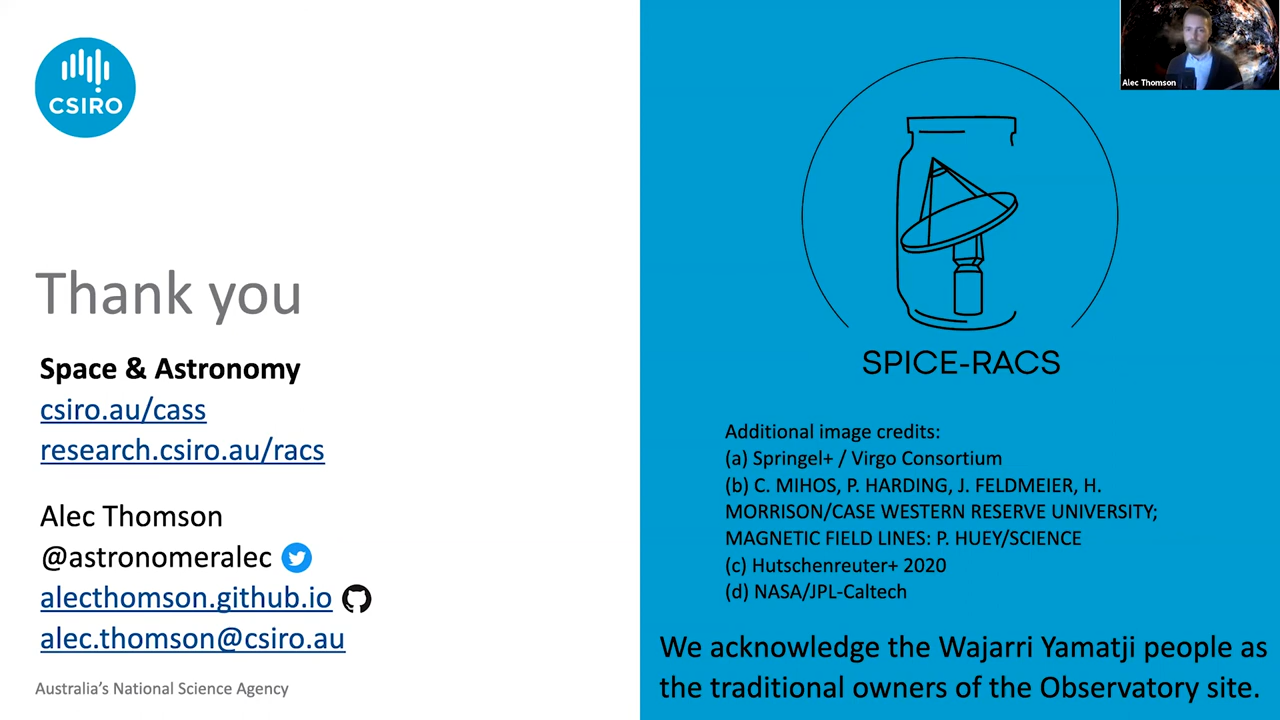 CSIRO
Thank you
Space & Astronomy
csiro.au/cass
research.csiro.au/racs
Alec Thomson
@astronomeralec
alecthomson.github.io
alec.thomson@csiro.au
Australia's National Science Agency
Alec Thomson
SPICE-RACS
Additional image credits:
(a) Springel+ / Virgo Consortium
(b) C. MIHOS, P. HARDING, J. FELDMEIER, H.
MORRISON/CASE WESTERN RESERVE UNIVERSITY;
MAGNETIC FIELD LINES: P. HUEY/SCIENCE
(c) Hutschenreuter+ 2020
(d) NASA/JPL-Caltech
We acknowledge the Wajarri Yamatji people as
the traditional owners of the Observatory site.